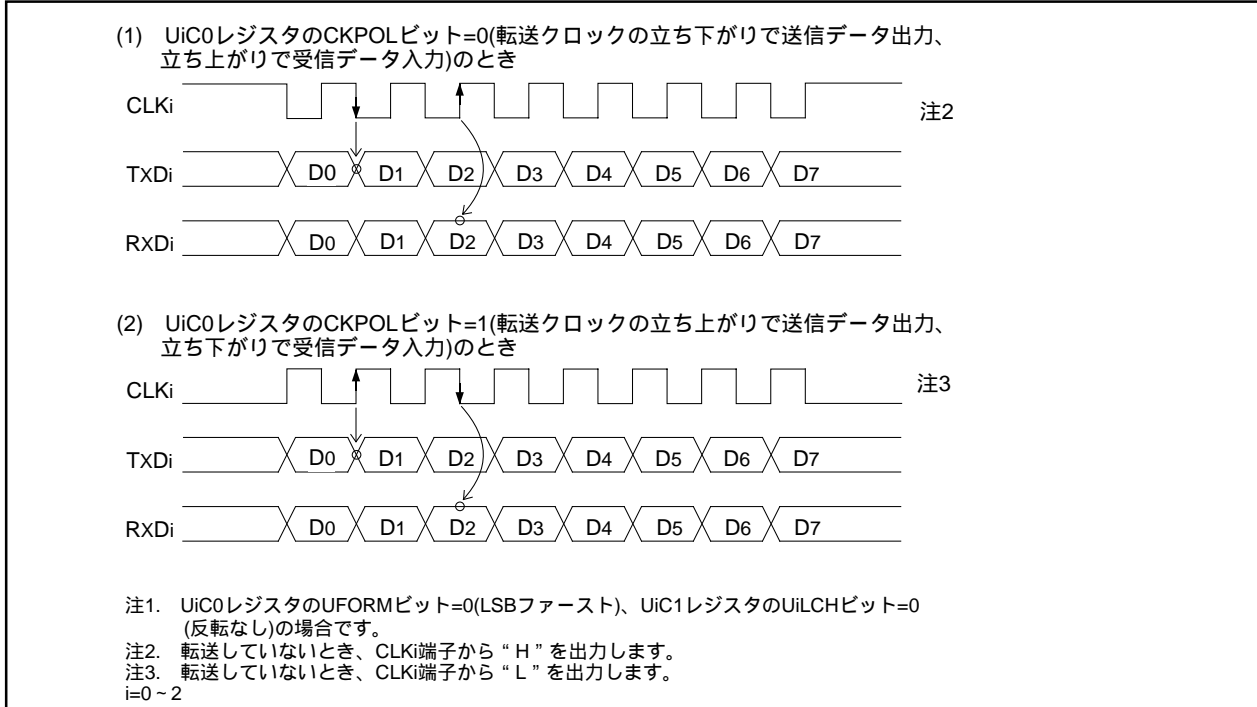 (1) UiC0レジスタのCKPOLビット=0(転送クロックの立ち下がりで送信データ出力、
立ち上がりで受信データ入力)のとき
CLKi
注2
TXDi D0 D1 D2 D3 D4 D5 D6 D7
RXDi D0 D1 D2 D3 D4 D5 D6 D7
(2) UiC0レジスタのCKPOLビット=1(転送クロックの立ち上がりで送信データ出力、
立ち下がりで受信データ入力)のとき
CLKi
注3
TXDi D0 D1 D2 D3 D4 D5 D6 D7
RXDi D0 D1 D2 D3 D4 D5 D6 D7
注1. UiC0レジスタのUFORMビット=0(LSBファースト)、UiC1レジスタのUiLCHビット=0
(反転なし)の場合です。
注2. 転送していないとき、CLKi端子から“H”を出力します。
注3. 転送していないとき、CLKi端子から“L”を出力します。
i=0~2